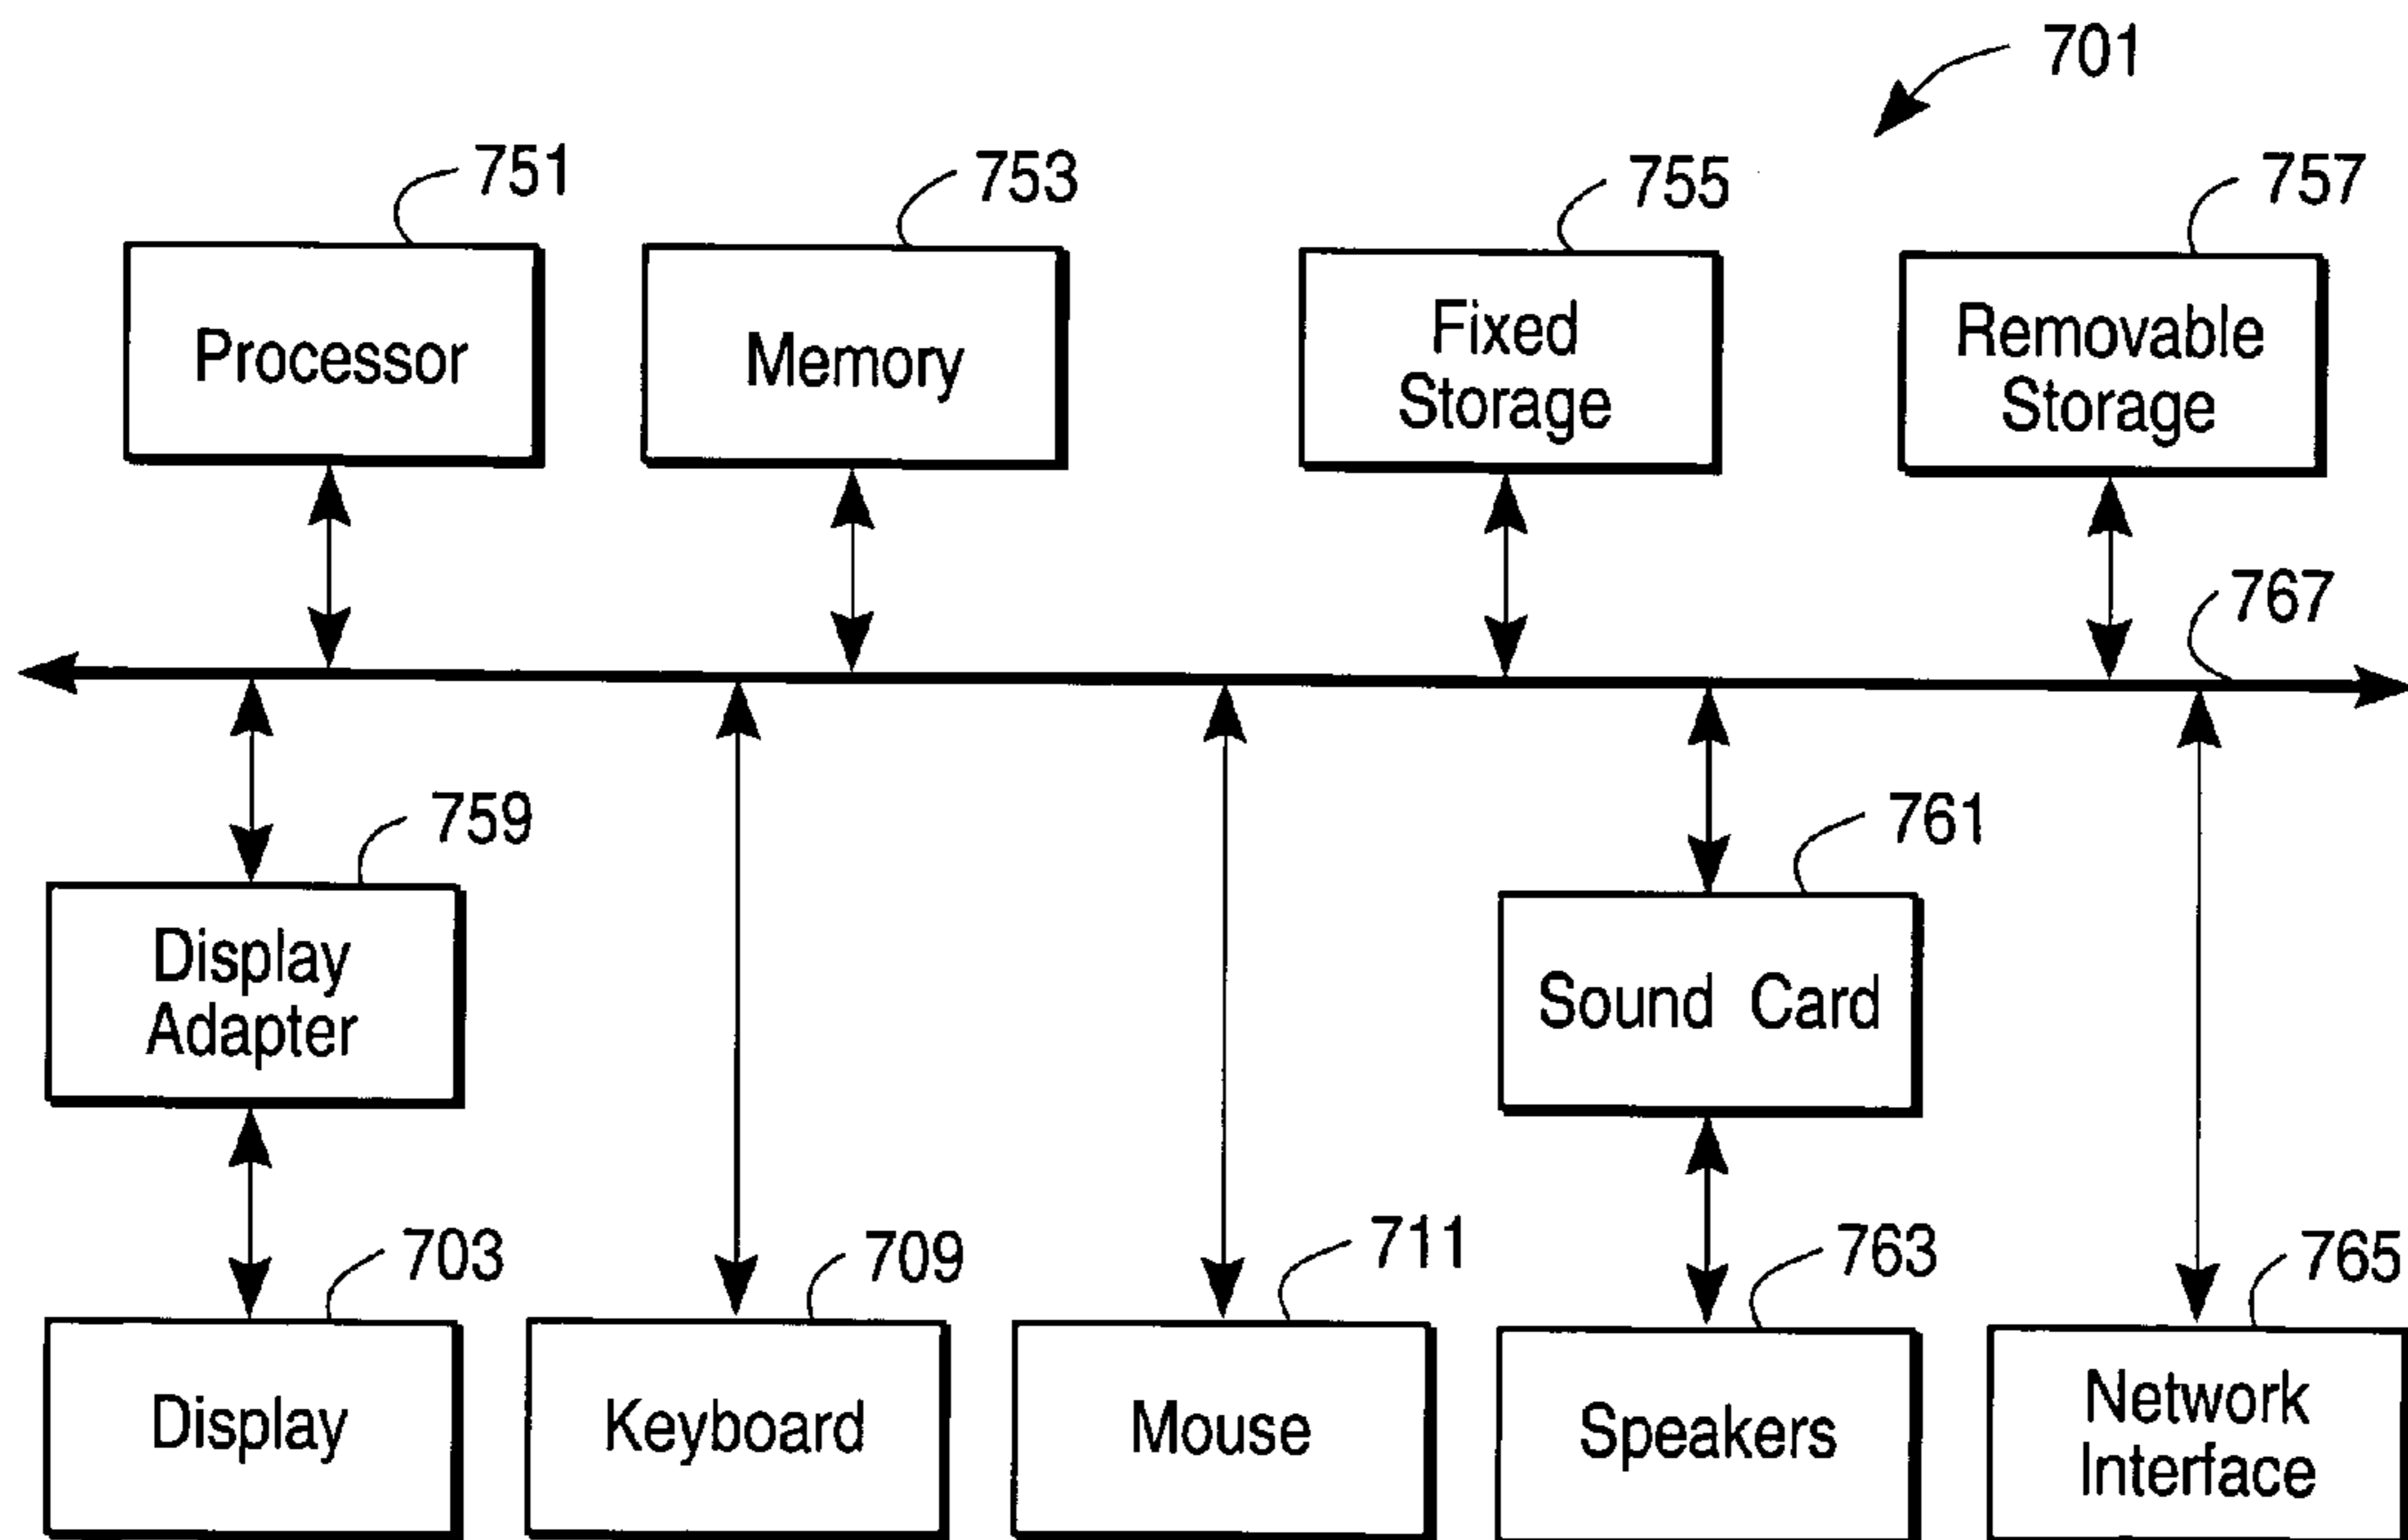 701
751
753
755
757
Processor
Memory
Fixed
Storage
Removable
Storage
767
759
761
Display
Adapter
Sound Card
703
709
711
763
765
Display
Keyboard
Mouse
Speakers
Network
Interface